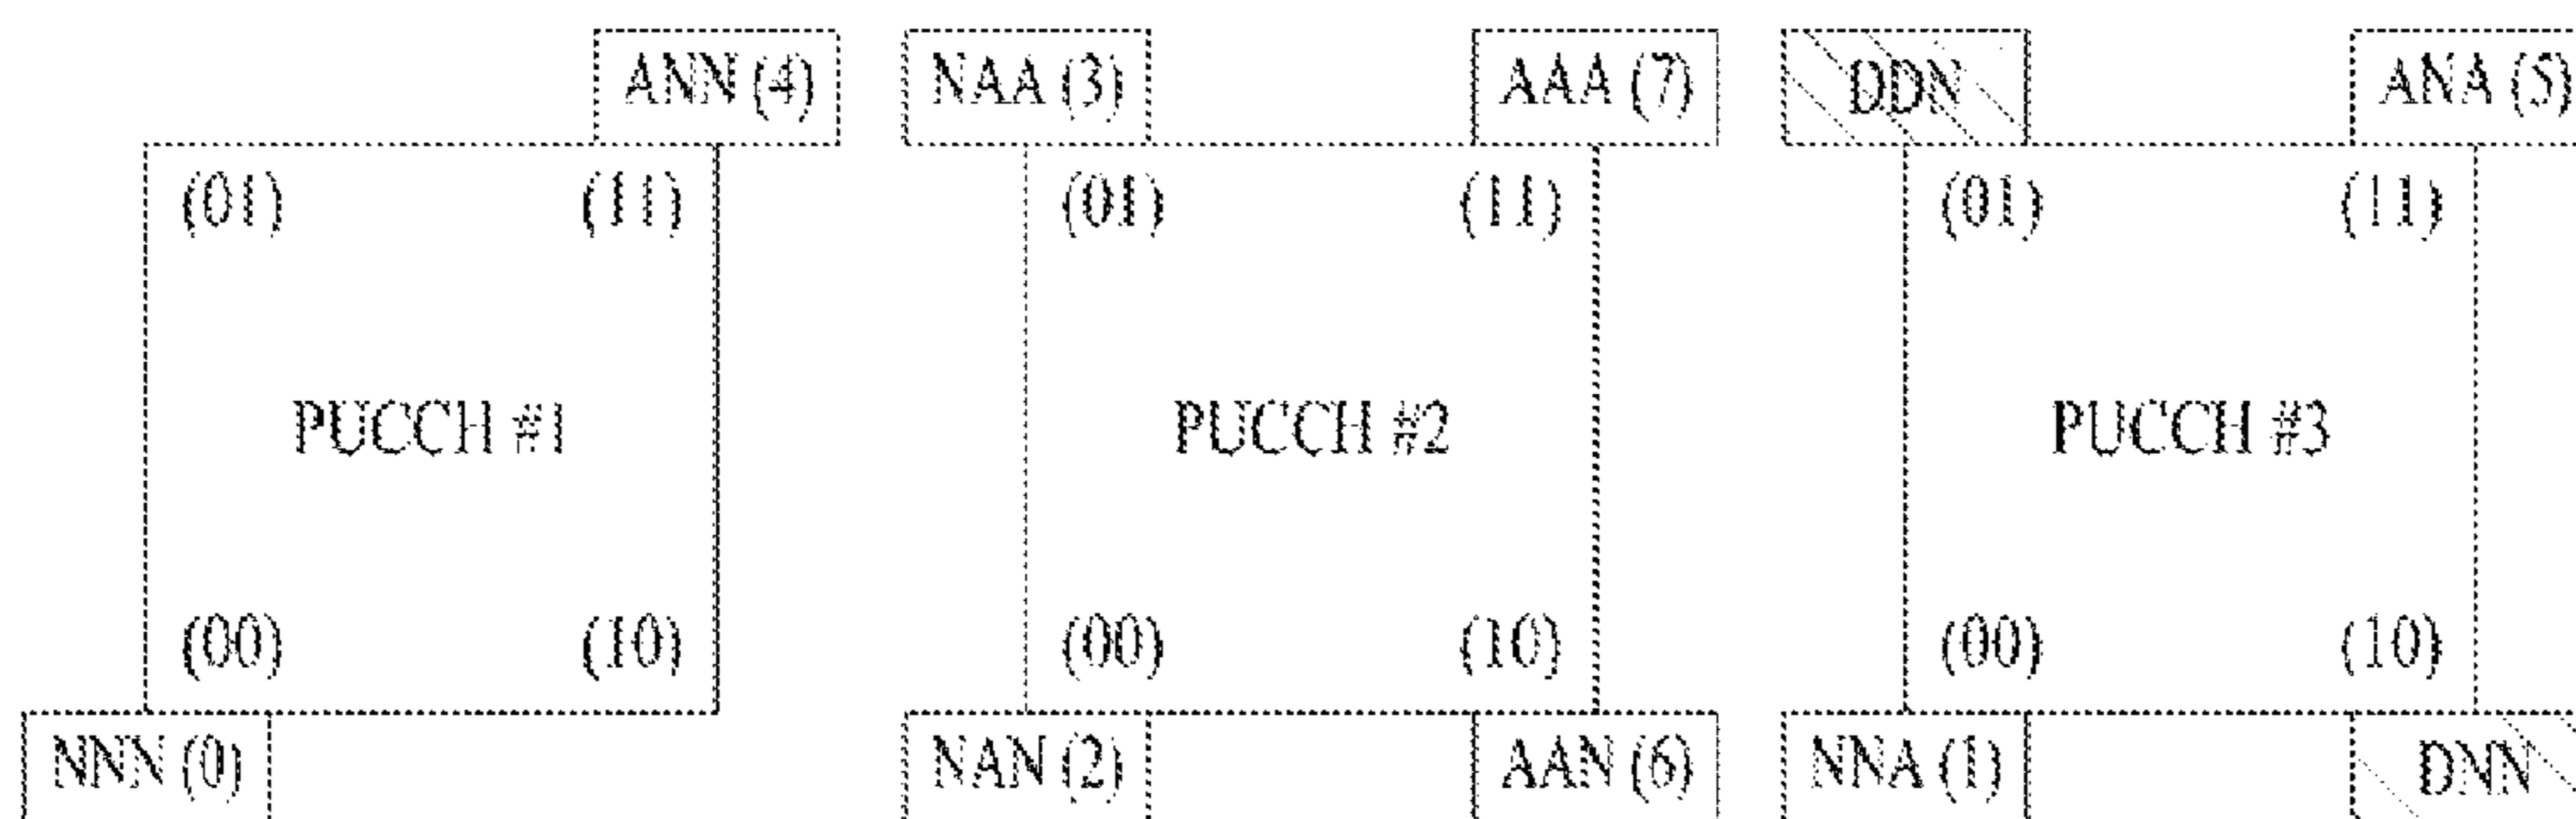 ANN (4) NAA (3) AAA (7) DDN ANA (5)
(01) (11) (01) (11) (01) (11)
PUCCH #1 PUCCH #2 PUCCH #3
(00) (10) (00) (10) (00) (10)
NNN (0) NAN (2) AAN (6) NNA (1) DNN